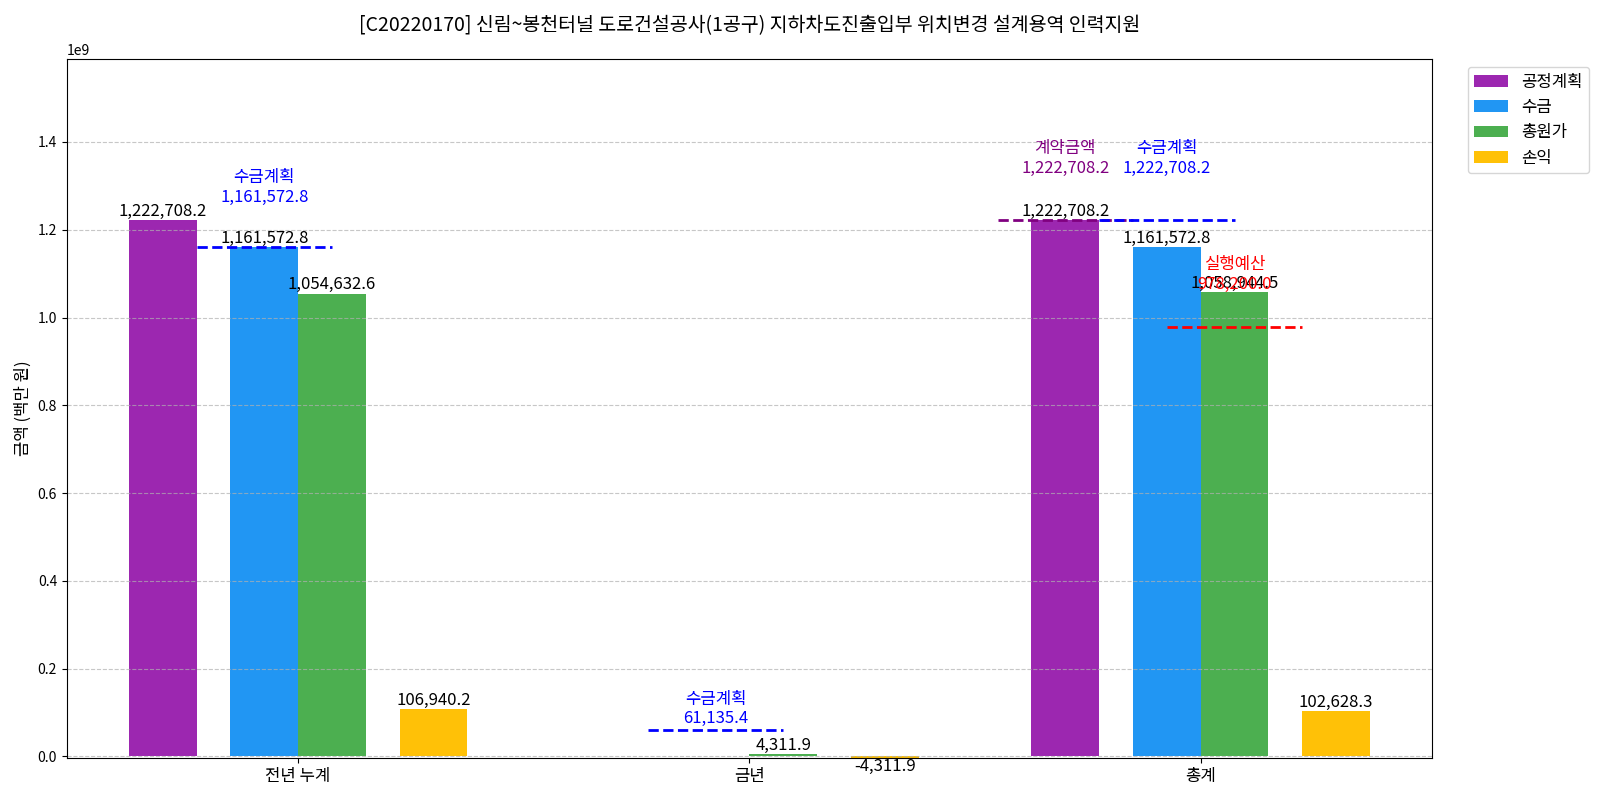 [C20220170] 신림~봉천터널 도로건설공사(1공구) 지하차도진출입부 위치변경 설계용역 인력지원
1e9
공정계획
수금
총원가
손익
금액 (백만 원)
1.4
1.2
1.0
0.8
0.6
0.4
0.2
0.0
수금계획
1,161,572.8
1,222,708.2
1,161,572.8
1,054,632.6
106,940.2
수금계획
61,135.4
4,311.9
-4,311.9
계약금액
1,222,708.2
수금계획
1,222,708.2
1,222,708.2
1,161,572.8
실행예산
1,058,944.5
102,628.3
전년 누계
금년
총계